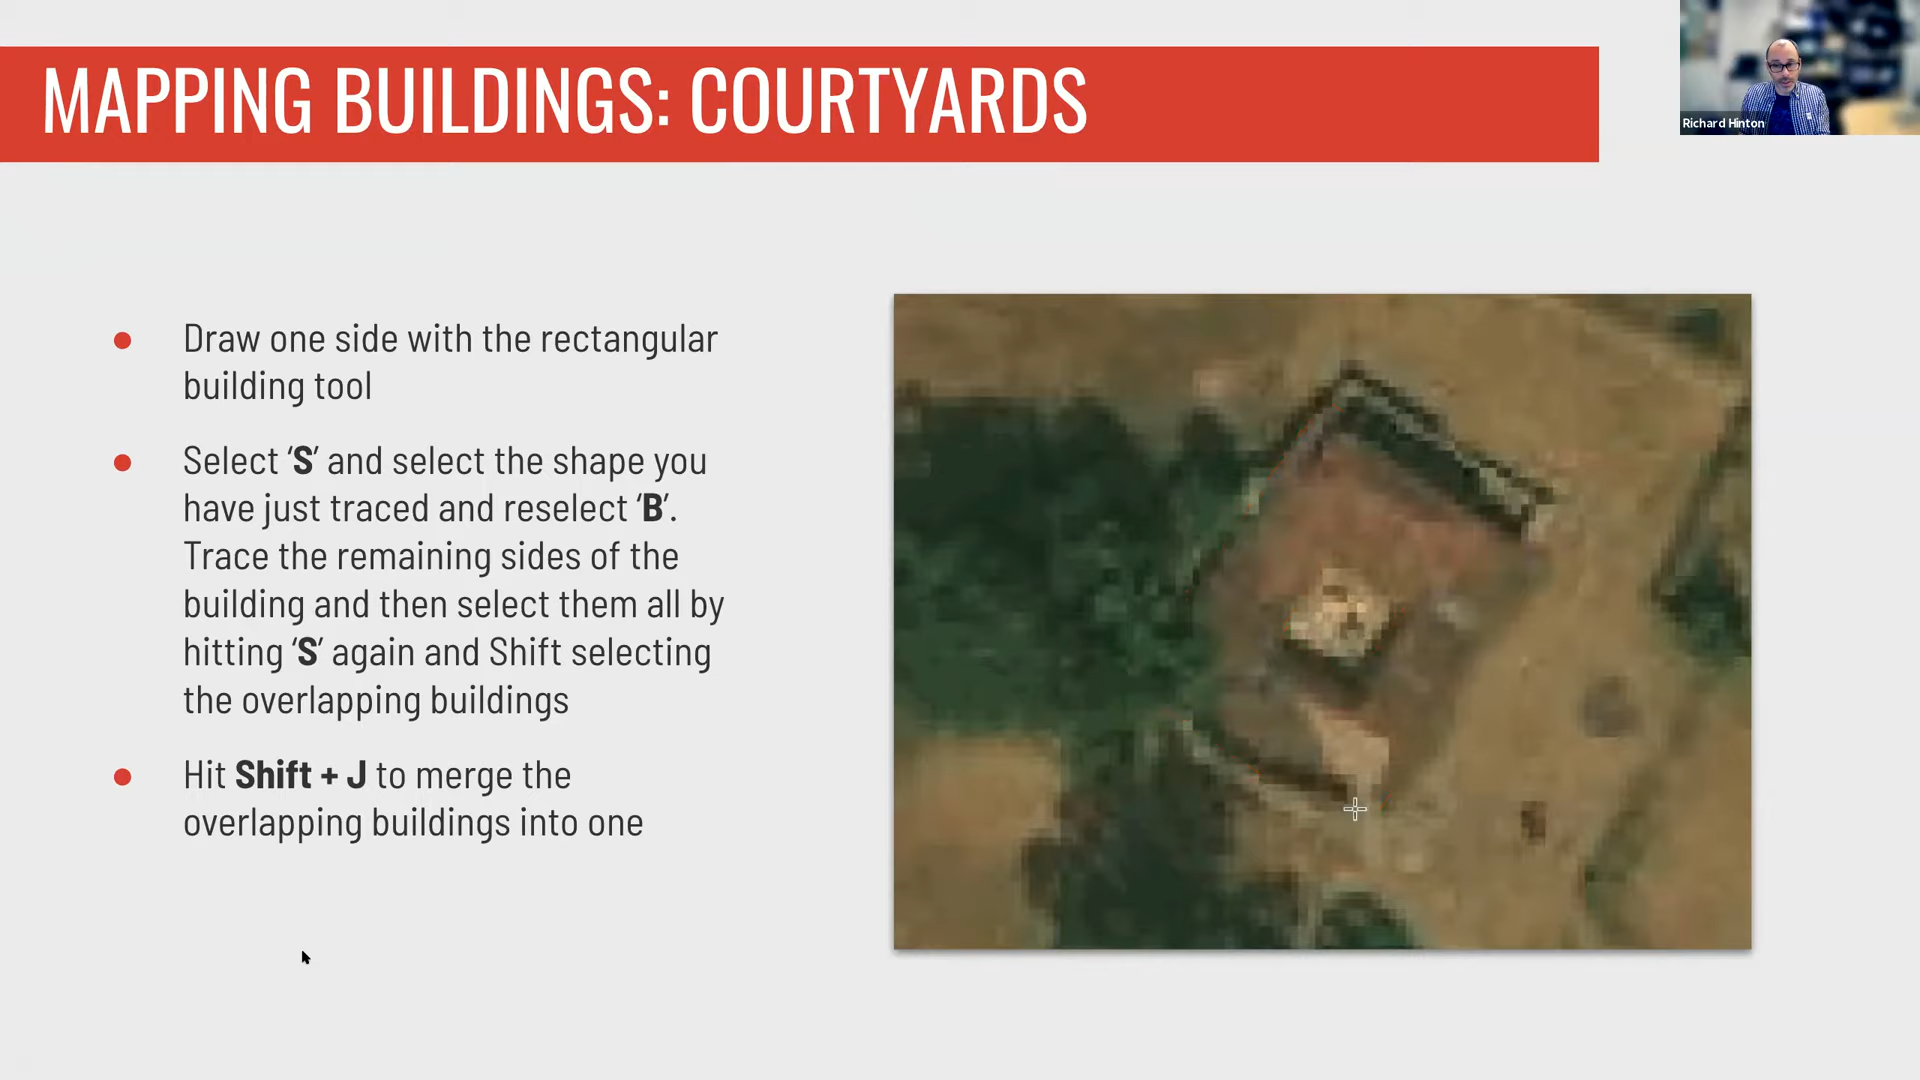 MAPPING BUILDINGS: COURTYARDS
Richard Hinton
● Draw one side with the rectangular
building tool
● Select ‘S’ and select the shape you
have just traced and reselect ‘B’.
Trace the remaining sides of the
building and then select them all by
hitting ‘S’ again and Shift selecting
the overlapping buildings
● Hit Shift + J to merge the
overlapping buildings into one